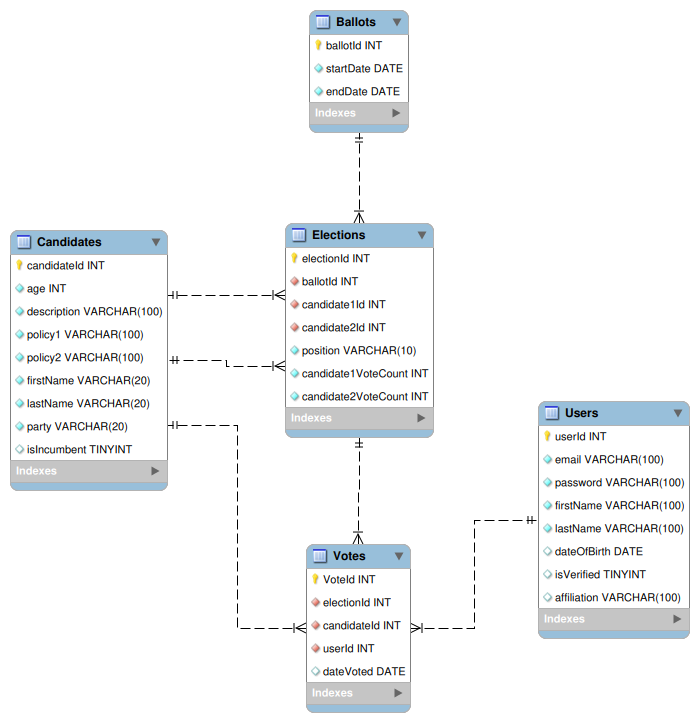 Ballots
ballotId INT
startDate DATE
endDate DATE
Indexes
Candidates
candidateId INT
age INT
description VARCHAR(100)
policy1 VARCHAR(100)
policy2 VARCHAR(100)
firstName VARCHAR(20)
lastName VARCHAR(20)
party VARCHAR(20)
isIncumbent TINYINT
Indexes
Elections
electionId INT
ballotId INT
candidate1Id INT
candidate2Id INT
position VARCHAR(10)
candidate1VoteCount INT
candidate2VoteCount INT
Indexes
Users
userId INT
email VARCHAR(100)
password VARCHAR(100)
firstName VARCHAR(100)
lastName VARCHAR(100)
dateOfBirth DATE
isVerified TINYINT
affiliation VARCHAR(100)
Indexes
Votes
VoteId INT
electionId INT
candidateId INT
userId INT
dateVoted DATE
Indexes